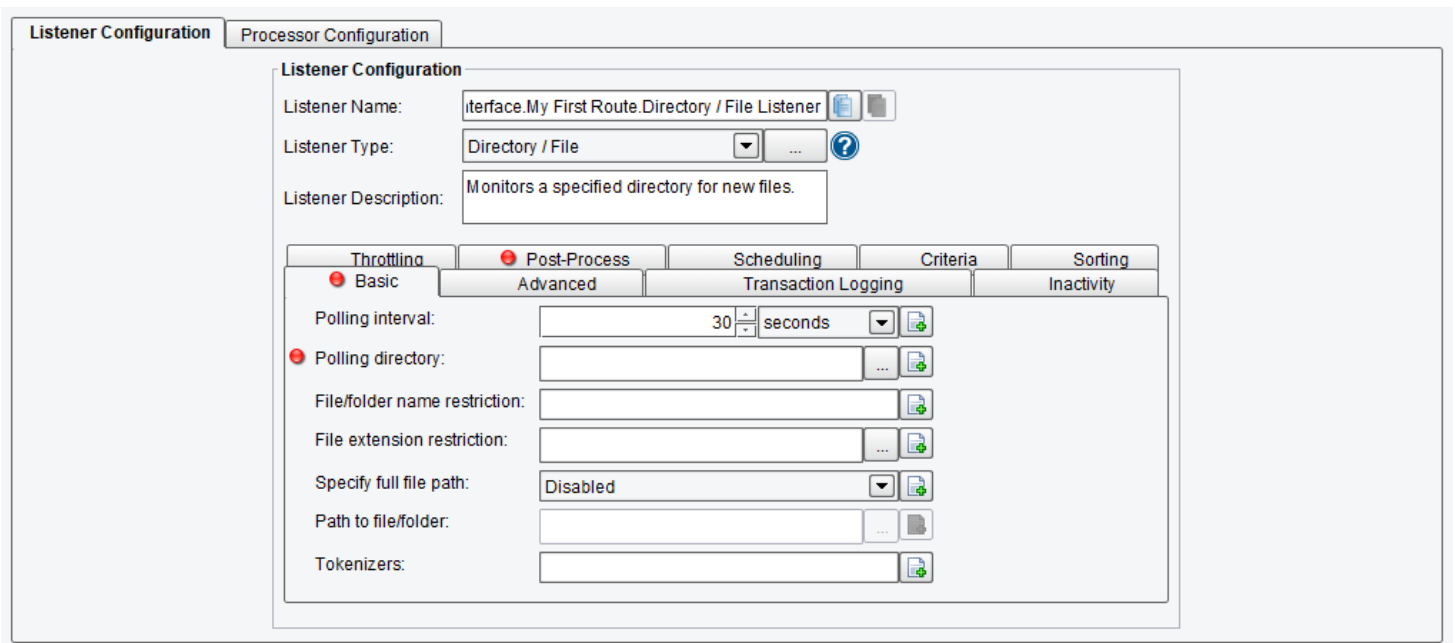 Listener Configuration Processor Configuration
Listener Configuration
Listener Name: nterface.My First Route.Directory / File Listener
Listener Type: Directory / File ...
Listener Description: Monitors a specified directory for new files.
Throttling Post-Process Scheduling Criteria Sorting
Basic Advanced Transaction Logging Inactivity
Polling interval: 30 seconds
Polling directory: ...
File/folder name restriction:
File extension restriction: ...
Specify full file path: Disabled
Path to file/folder: ...
Tokenizers: